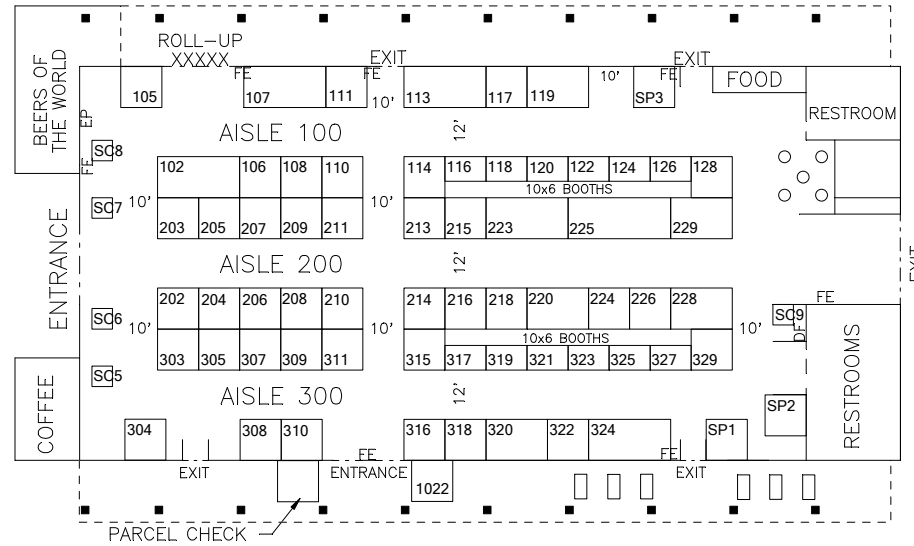 ROLL-UP
XXXXX
EXIT
EXIT
BEERS OF
THE WORLD
FE
FE
10'
FE
FOOD
105
107
111
10'
113
117
119
SP3
RESTROOM
EP
AISLE 100
12'
SC8
FE
102
106
108
110
114
116
118
120
122
124
126
128
10x6 BOOTHS
SC7
10'
10'
203
205
207
209
211
213
215
223
225
229
ENTRANCE
AISLE 200
12'
EXIT
202
204
206
208
210
214
216
218
220
224
226
228
FE
SC6
10'
10'
10'
SC9
DF
10x6 BOOTHS
303
305
307
309
311
315
317
319
321
323
325
327
329
SC5
COFFEE
AISLE 300
12'
SP2
RESTROOMS
304
308
310
316
318
320
322
324
SP1
FE
FE
EXIT
ENTRANCE
EXIT
1022
PARCEL CHECK